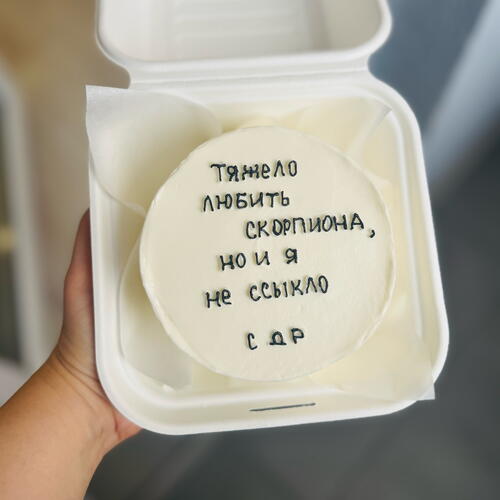 ТЯЖЕЛО
ЛЮБИТЬ
СКОРПИОНА,
НО И Я
НЕ ССЫКЛО
С ДР